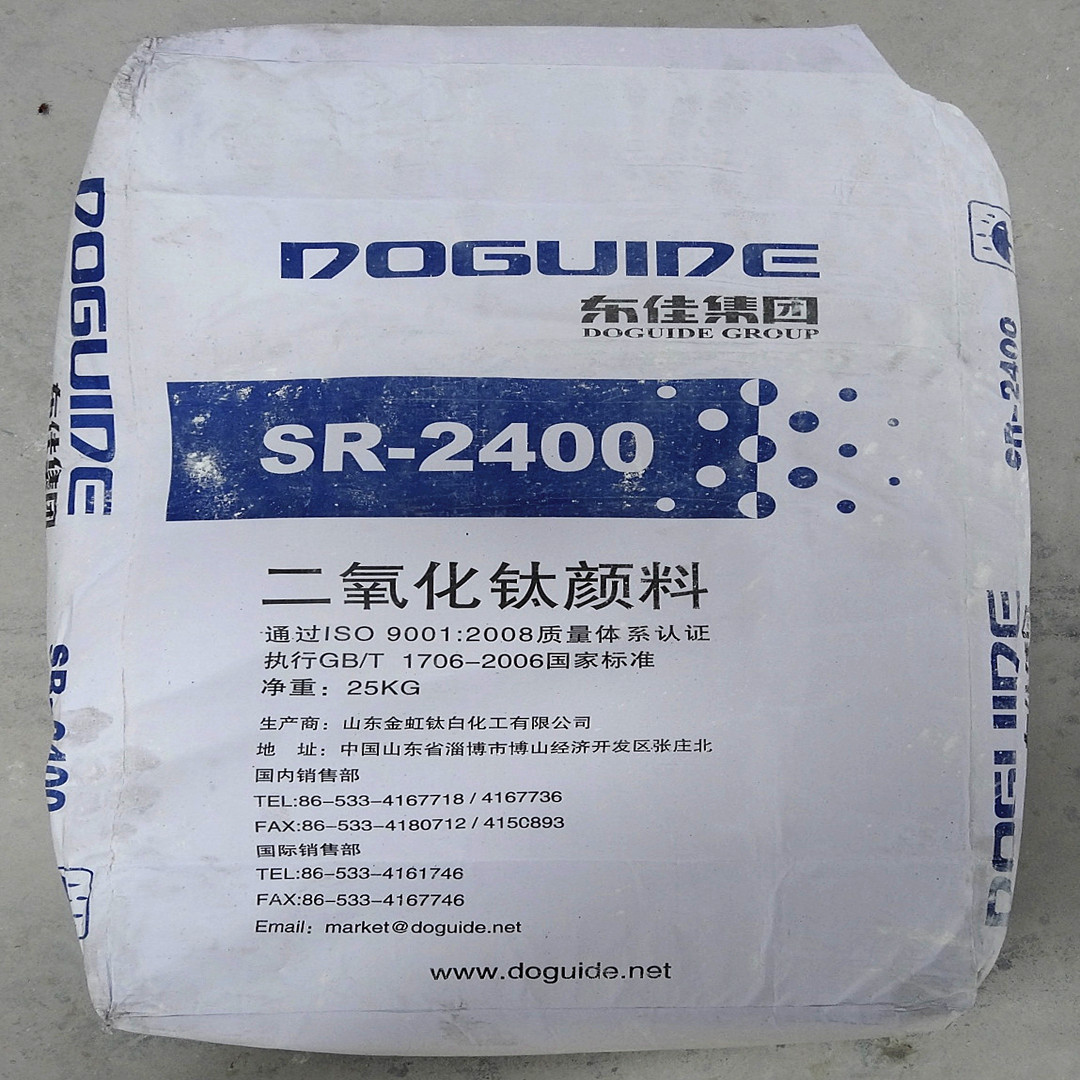 DOGUIDE
东佳集团
DOGUIDE GROUP
SR-2400
二氧化钛颜料
通过ISO 9001:2008质量体系认证
执行GB/T 1706-2006国家标准
净重：25KG
生产商：山东金虹钛白化工有限公司
地 址：中国山东省淄博市博山经济开发区张庄北
国内销售部
TEL:86-533-4167718 / 4167736
FAX:86-533-4180712 / 4150893
国际销售部
TEL:86-533-4161746
FAX:86-533-4167746
Email：market@doguide.net
www.doguide.net
DOGUIDE
东佳集团
SR-2400
SR-2400
DOGUIDE